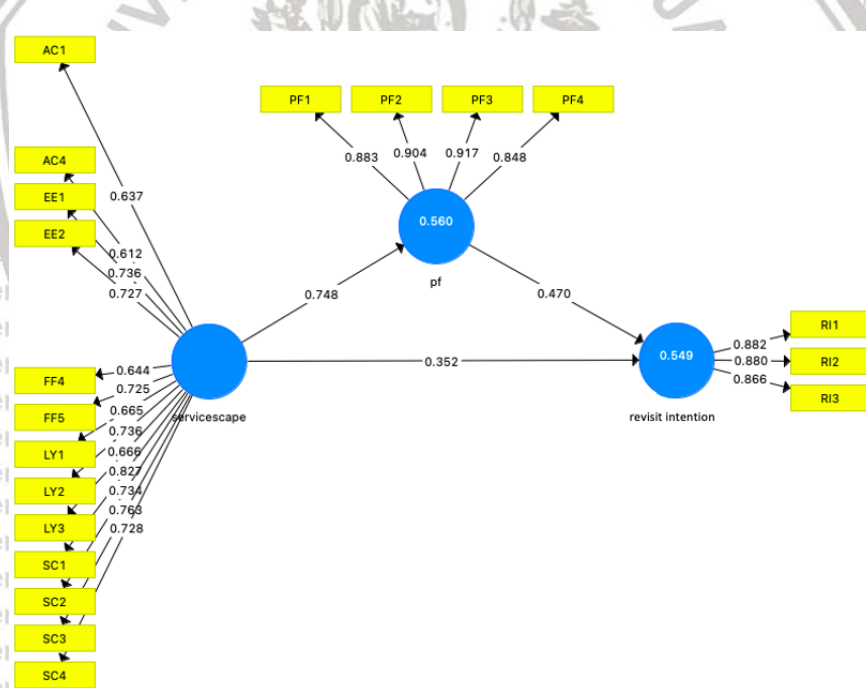 AC1
PF1 PF2 PF3 PF4
AC4
0.883 0.904 0.917 0.848
EE1
0.637
EE2
0.560
0.612
0.736
pf
0.727
0.748
0.470
RI1
0.882
0.644
0.352
0.549
0.880
RI2
FF4
0.725
0.866
FF5
0.665
servicescape
revisit intention
RI3
0.736
LY1
0.666
0.827
LY2
0.734
0.763
LY3
0.728
SC1
SC2
SC3
SC4